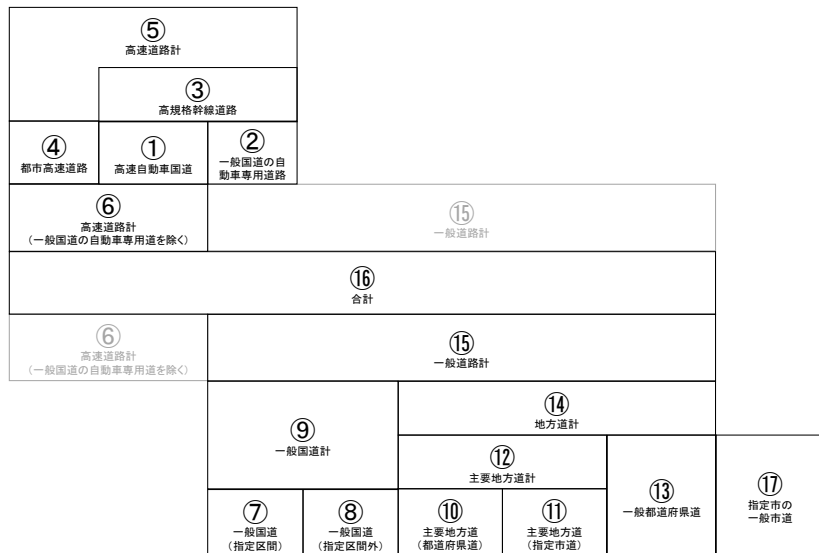 ⑤
高速道路計
③
高規格幹線道路
④
都市高速道路
①
高速自動車国道
②
一般国道の自
動車専用道路
⑥
高速道路計
(一般国道の自動車専用道を除く)
⑮
一般道路計
⑯
合計
⑥
高速道路計
(一般国道の自動車専用道を除く)
⑮
一般道路計
⑨
一般国道計
⑭
地方道計
⑫
主要地方道計
⑬
一般都道府県道
⑰
指定市の
一般市道
⑦
一般国道
(指定区間)
⑧
一般国道
(指定区間外)
⑩
主要地方道
(都道府県道)
⑪
主要地方道
(指定市道)